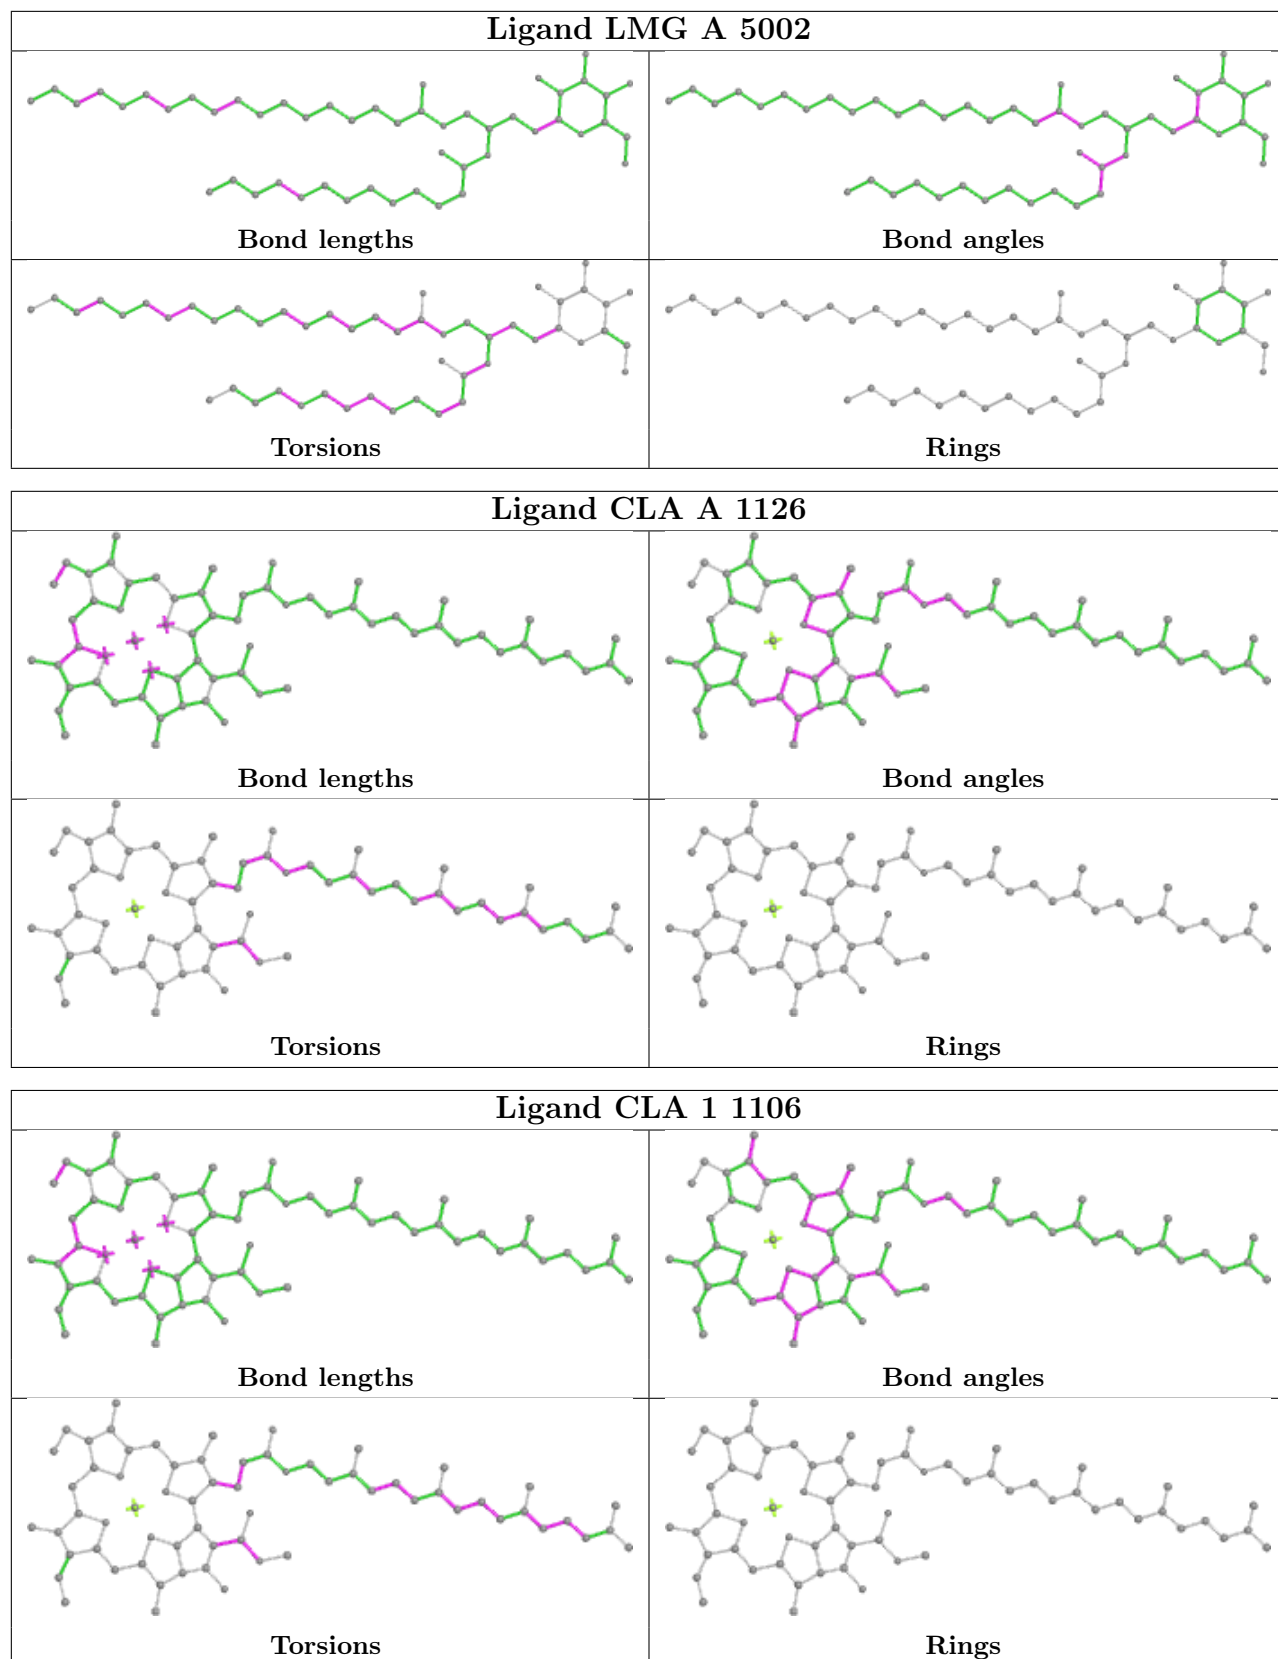 Ligand LMG A 5002
Bond lengths
Bond angles
Torsions
Rings
Ligand CLA A 1126
Bond lengths
Bond angles
Torsions
Rings
Ligand CLA 1 1106
Bond lengths
Bond angles
Torsions
Rings